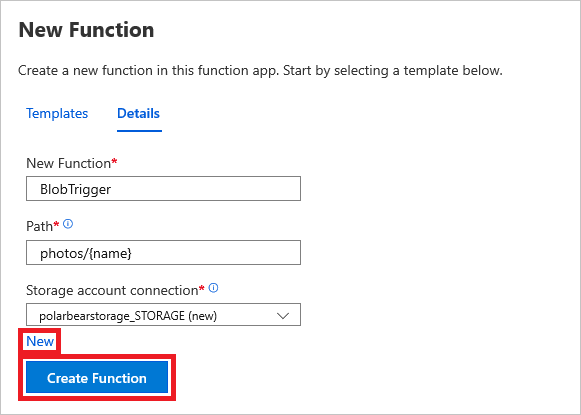 New Function
Create a new function in this function app. Start by selecting a template below.
Templates Details
New Function*
BlobTrigger
Path*
photos/{name}
Storage account connection*
polarbearstorage_STORAGE (new)
New
Create Function